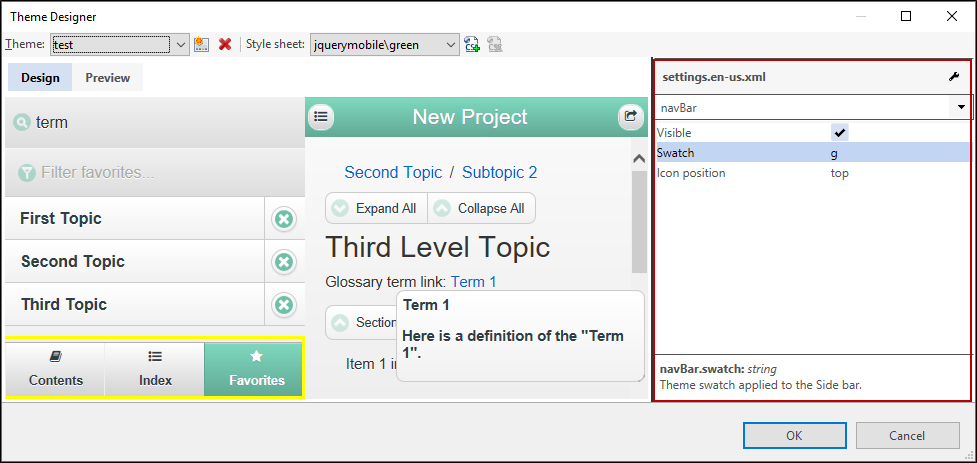 Theme Designer
Theme: test Style sheet: jquerymobile\green
Design Preview
term
Filter favorites...
First Topic
Second Topic
Third Topic
Contents Index Favorites
New Project
Second Topic / Subtopic 2
Expand All Collapse All
Third Level Topic
Glossary term link: Term 1
Section
Term 1
Here is a definition of the "Term
1".
Item 1 in
settings.en-us.xml
navBar
Visible
Swatch g
Icon position top
navBar.swatch: string
Theme swatch applied to the Side bar.
OK Cancel